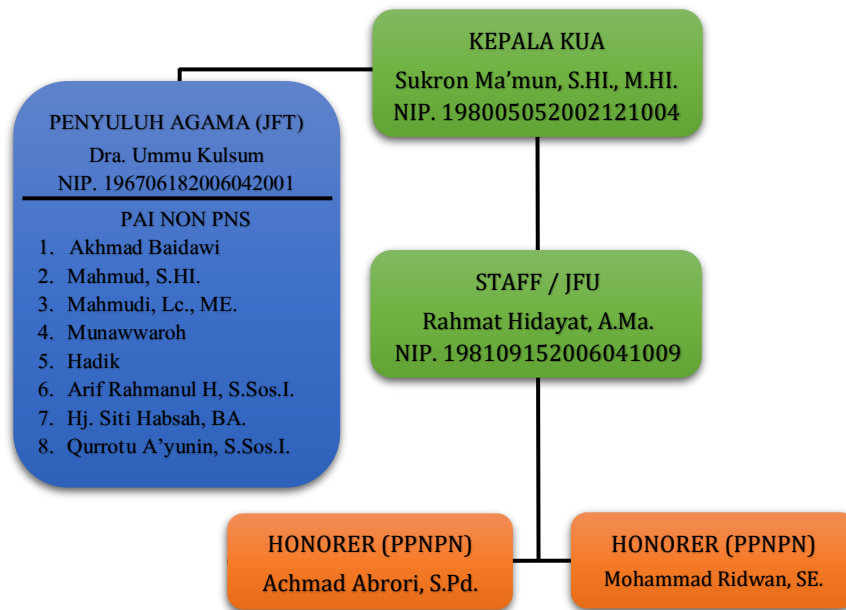 KEPALA KUA
Sukron Ma’mun, S.HI., M.HI.
NIP. 198005052002121004
PENYULUH AGAMA (JFT)
Dra. Ummu Kulsum
NIP. 196706182006042001
PAI NON PNS
1. Akhmad Baidawi
2. Mahmud, S.HI.
3. Mahmudi, Lc., ME.
4. Munawwaroh
5. Hadik
6. Arif Rahmanul H, S.Sos.I.
7. Hj. Siti Habsah, BA.
8. Qurrotu A’yunin, S.Sos.I.
STAFF / JFU
Rahmat Hidayat, A.Ma.
NIP. 198109152006041009
HONORER (PPNPN)
Achmad Abrori, S.Pd.
HONORER (PPNPN)
Mohammad Ridwan, SE.